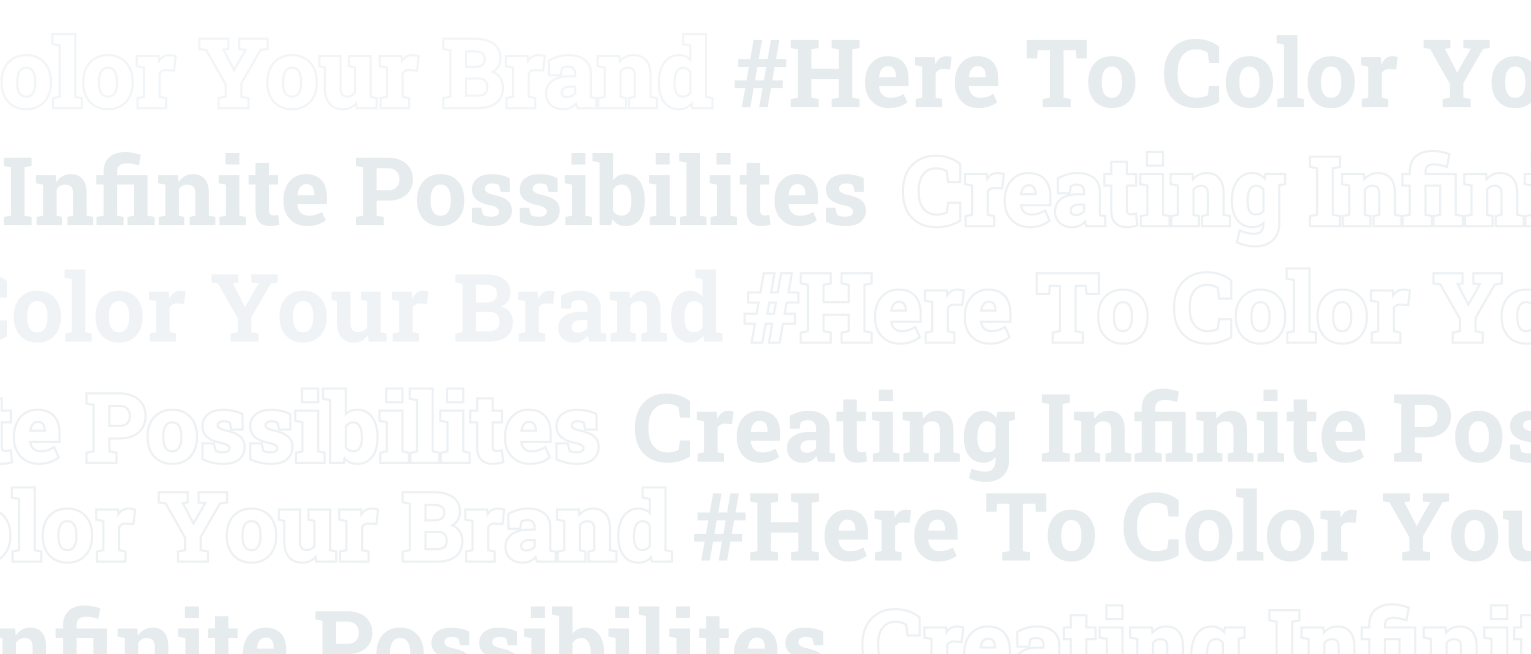 olor Your Brand #Here To Color Yo
Infinite Possibilites Creating Infini
Color Your Brand #Here To Color Yo
te Possibilites Creating Infinite Pos
olor Your Brand #Here To Color You
nfinite Possibilites Creating Infinit